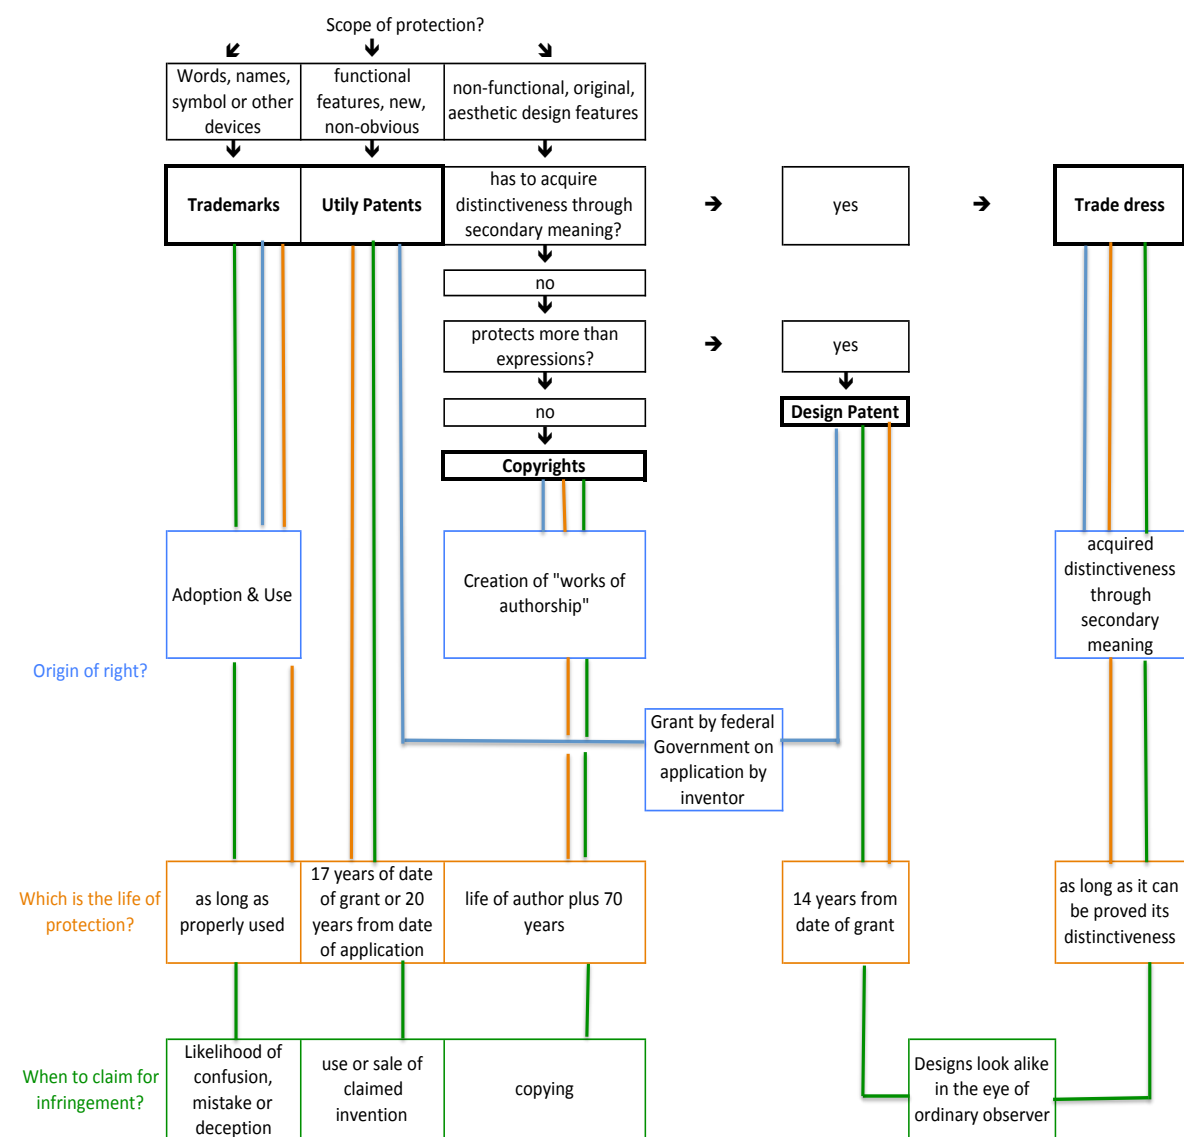 Scope of protection?
Words, names,
symbol or other
devices
functional
features, new,
non-obvious
non-functional, original,
aesthetic design features
Trademarks
Utily Patents
has to acquire
distinctiveness through
secondary meaning?
yes
Trade dress
no
protects more than
expressions?
yes
no
Design Patent
Copyrights
Origin of right?
Adoption & Use
Creation of "works of
authorship"
acquired
distinctiveness
through
secondary
meaning
Grant by federal
Government on
application by
inventor
Which is the life of
protection?
as long as
properly used
17 years of date
of grant or 20
years from date
of application
life of author plus 70
years
14 years from
date of grant
as long as it can
be proved its
distinctiveness
When to claim for
infringement?
Likelihood of
confusion,
mistake or
deception
use or sale of
claimed
invention
copying
Designs look alike
in the eye of
ordinary observer